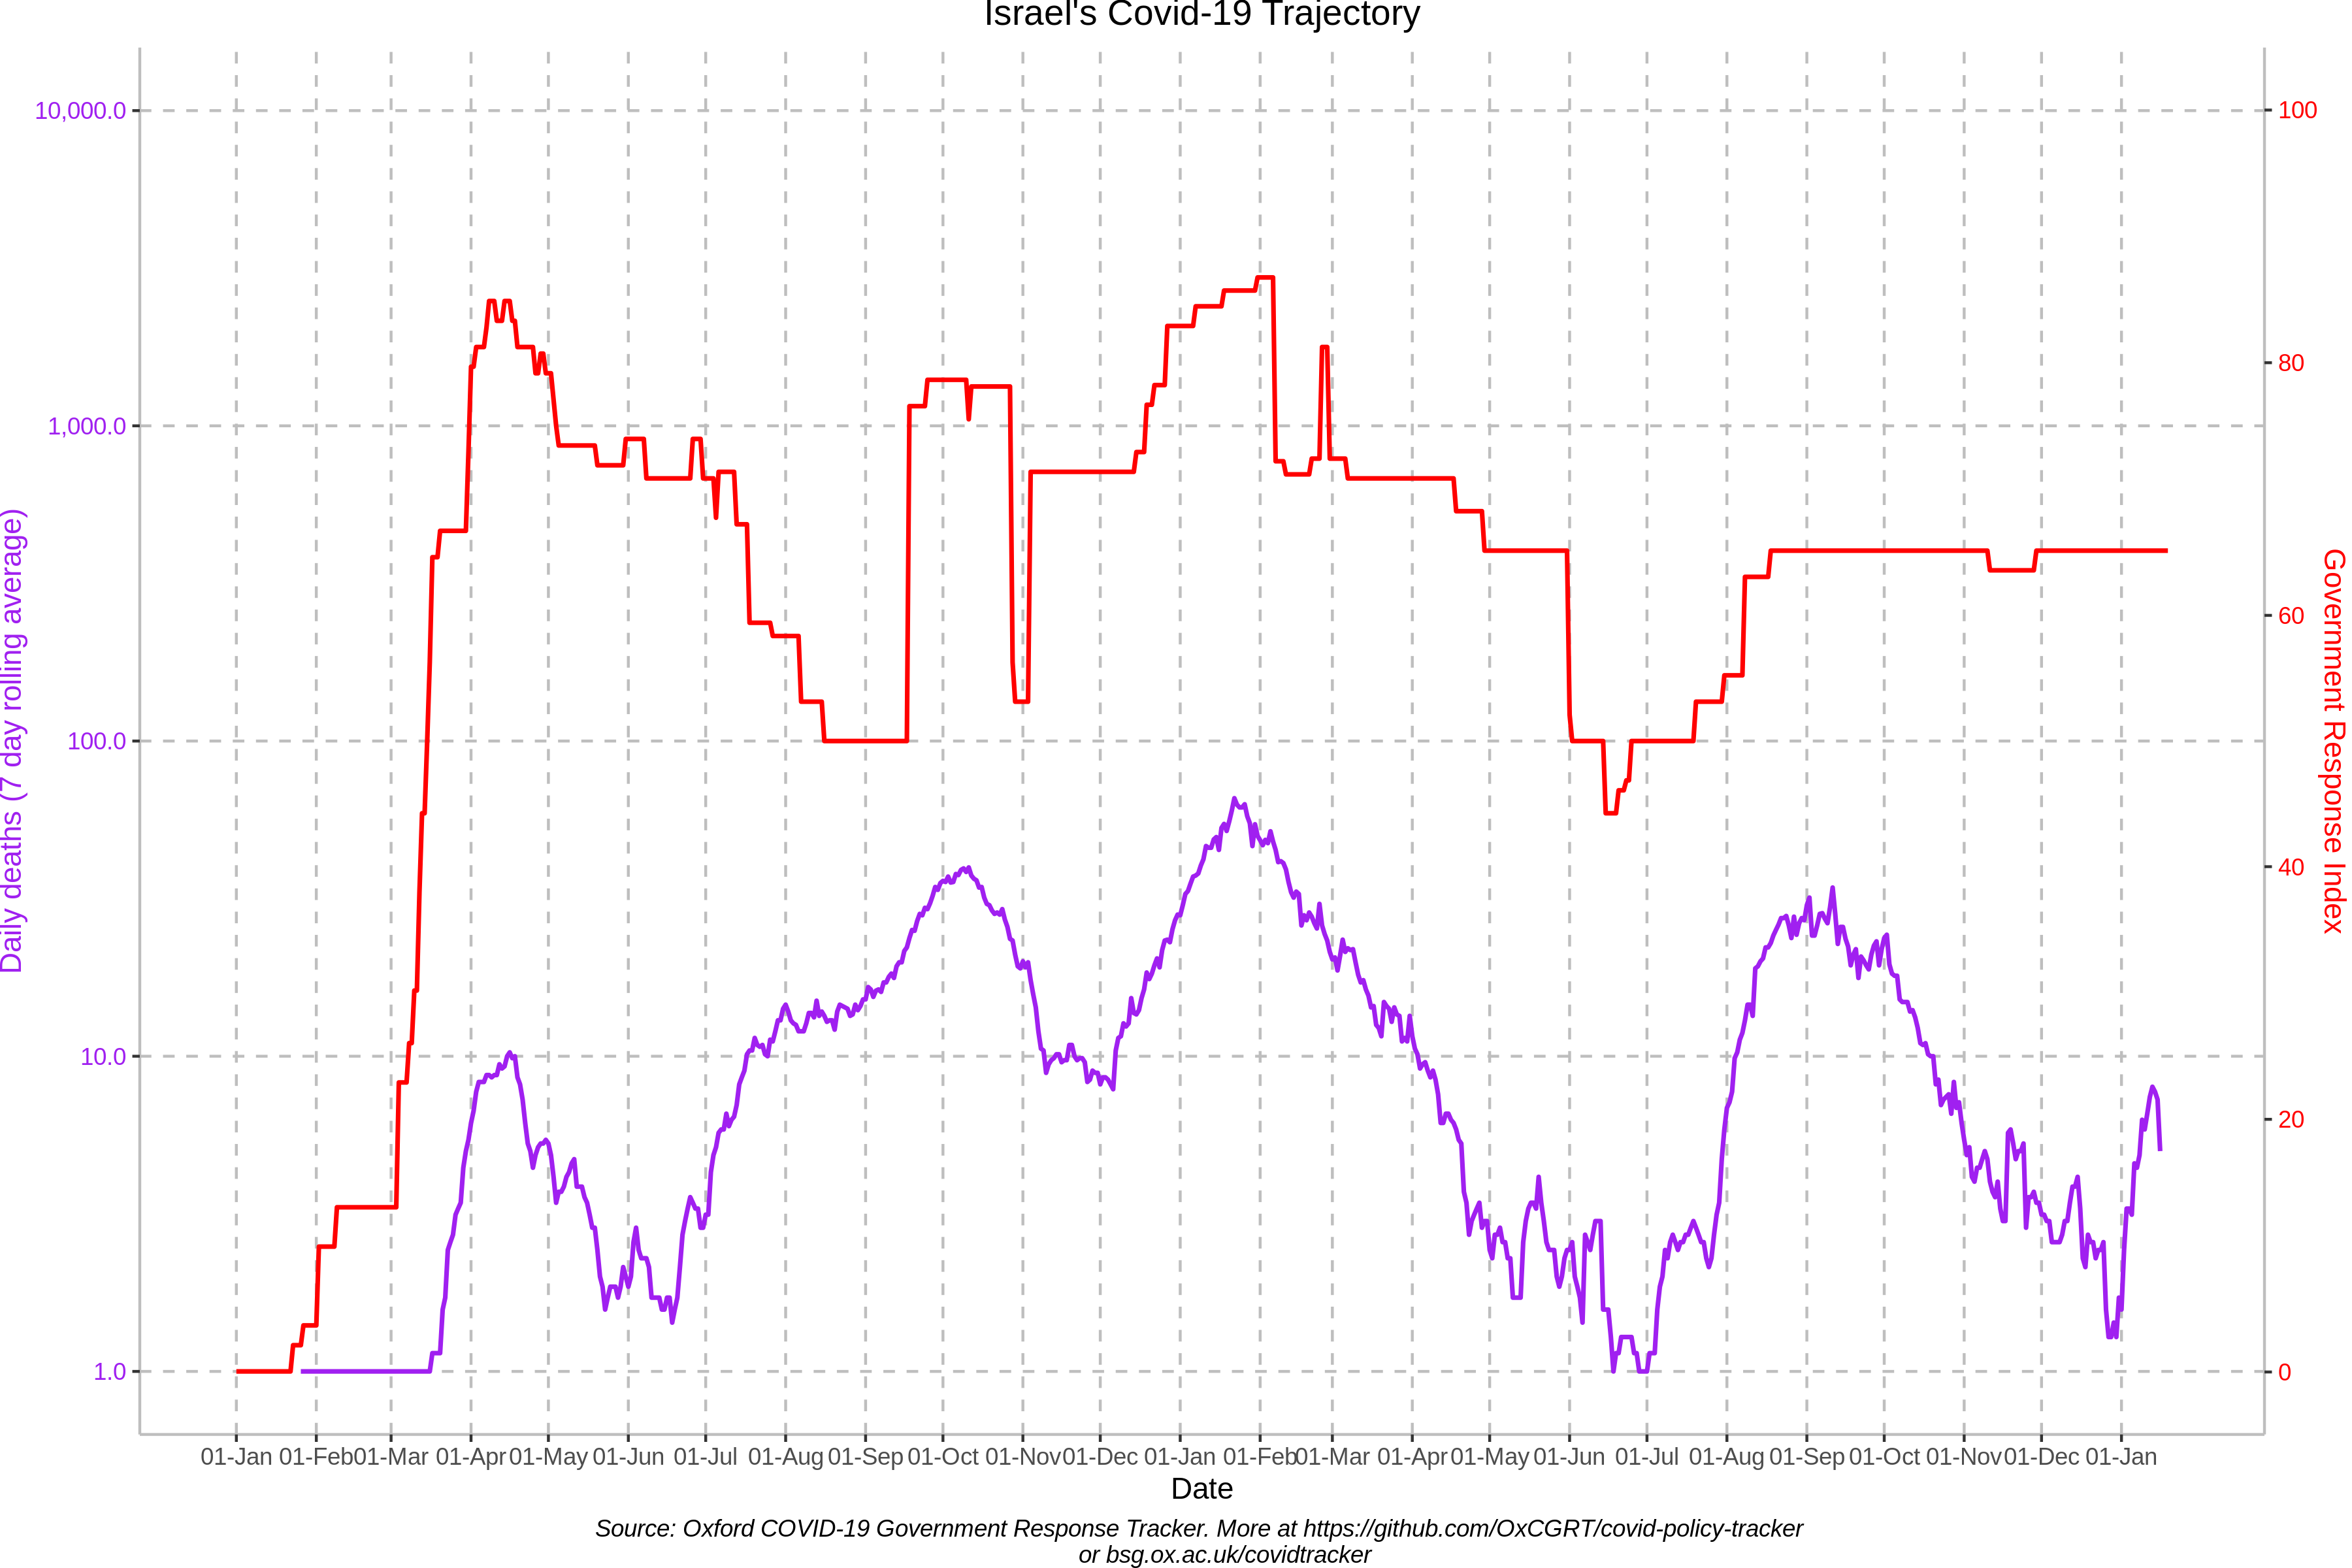 Israel's Covid-19 Trajectory
Daily deaths (7 day rolling average)
10,000.0
1,000.0
100.0
10.0
1.0
100
80
60
40
20
0
Government Response Index
01-Jan 01-Feb 01-Mar 01-Apr 01-May 01-Jun 01-Jul 01-Aug 01-Sep 01-Oct 01-Nov 01-Dec 01-Jan 01-Feb 01-Mar 01-Apr 01-May 01-Jun 01-Jul 01-Aug 01-Sep 01-Oct 01-Nov 01-Dec 01-Jan
Date
Source: Oxford COVID-19 Government Response Tracker. More at https://github.com/OxCGRT/covid-policy-tracker
or bsg.ox.ac.uk/covidtracker